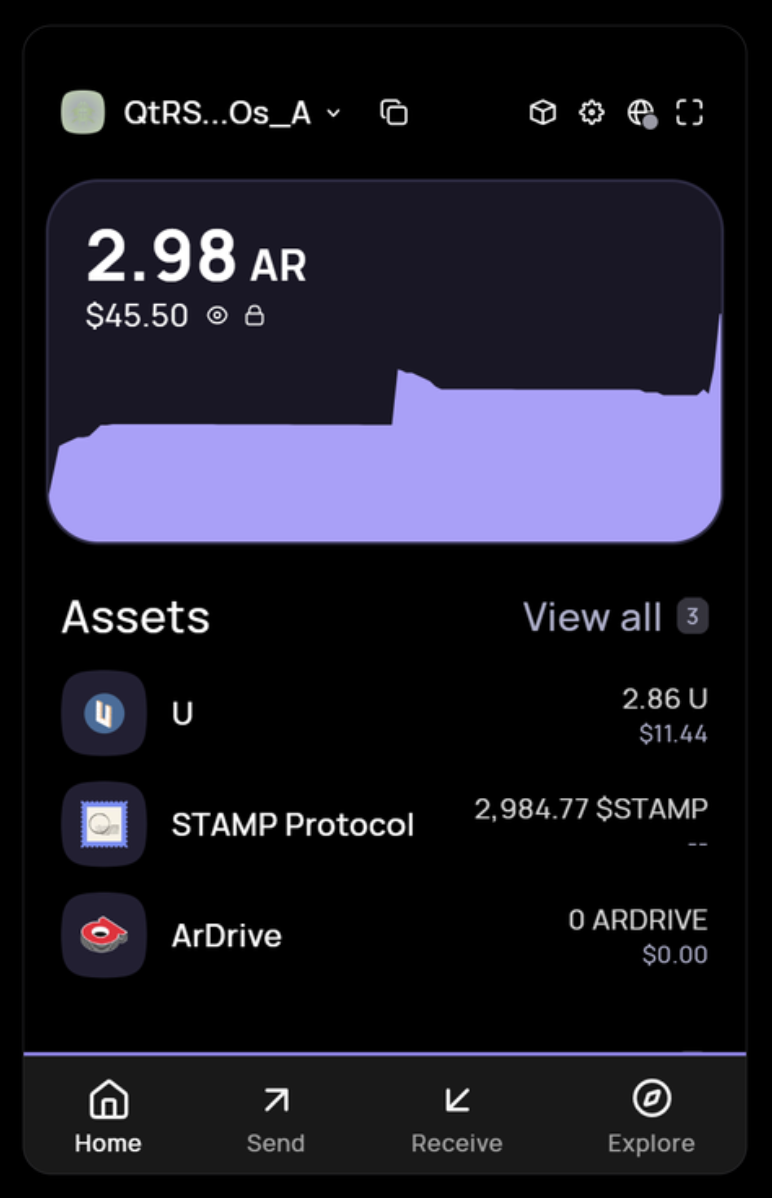 QtRS...Os_A
2.98 AR
$45.50
Assets
View all 3
U
2.86 U
$11.44
STAMP Protocol
2,984.77 $STAMP
--
ArDrive
0 ARDRIVE
$0.00
Home
Send
Receive
Explore